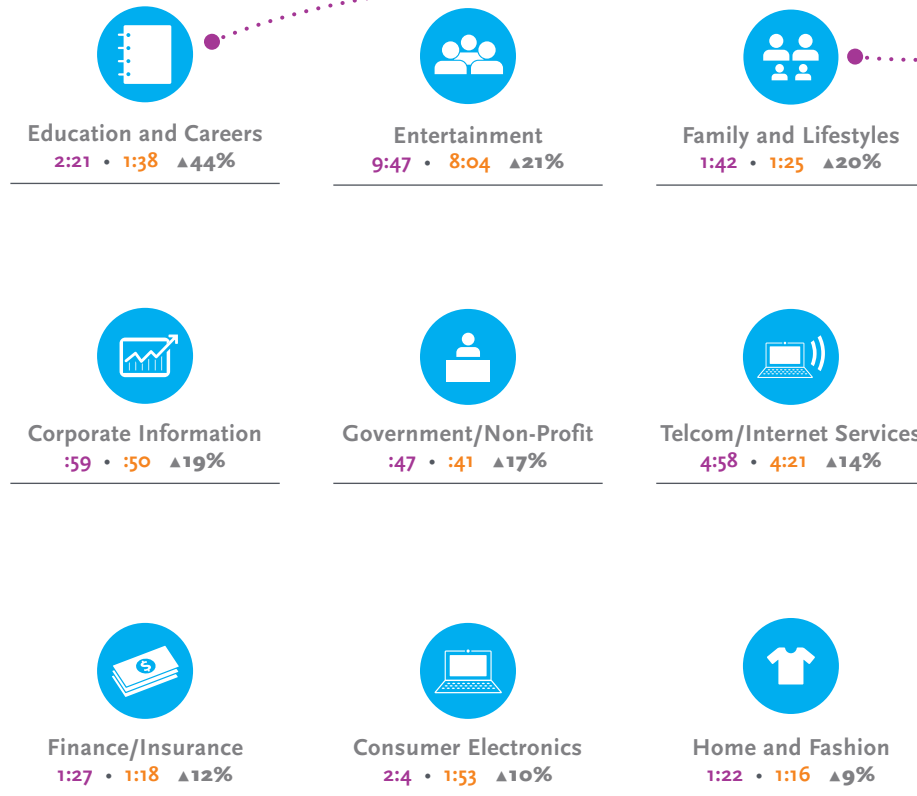 Education and Careers
2:21 • 1:38 ▲44%
Entertainment
9:47 • 8:04 ▲21%
Family and Lifestyles
1:42 • 1:25 ▲20%
Corporate Information
:59 • :50 ▲19%
Government/Non-Profit
:47 • :41 ▲17%
Telcom/Internet Services
4:58 • 4:21 ▲14%
$
Finance/Insurance
1:27 • 1:18 ▲12%
Consumer Electronics
2:4 • 1:53 ▲10%
Home and Fashion
1:22 • 1:16 ▲9%